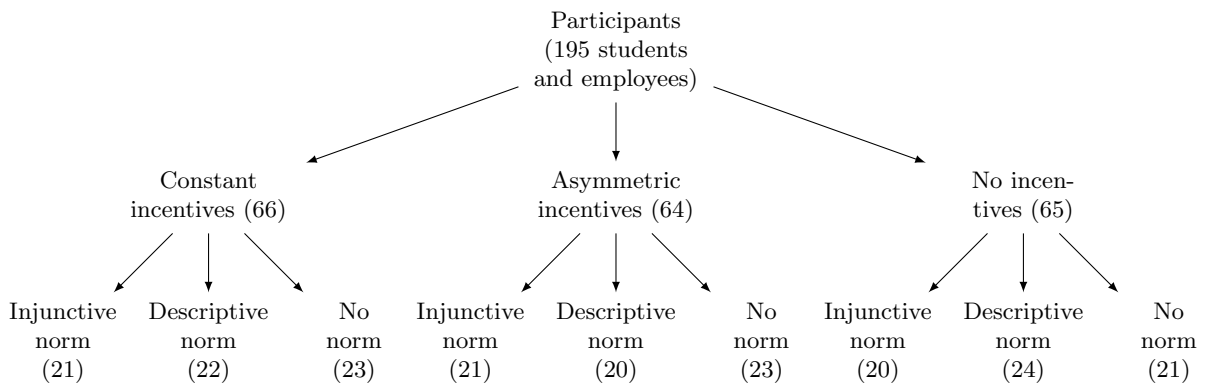 Participants
(195 students
and employees)
Constant
incentives (66)
Asymmetric
incentives (64)
No incen-
tives (65)
Injunctive
norm
(21)
Descriptive
norm
(22)
No
norm
(23)
Injunctive
norm
(21)
Descriptive
norm
(20)
No
norm
(23)
Injunctive
norm
(20)
Descriptive
norm
(24)
No
norm
(21)